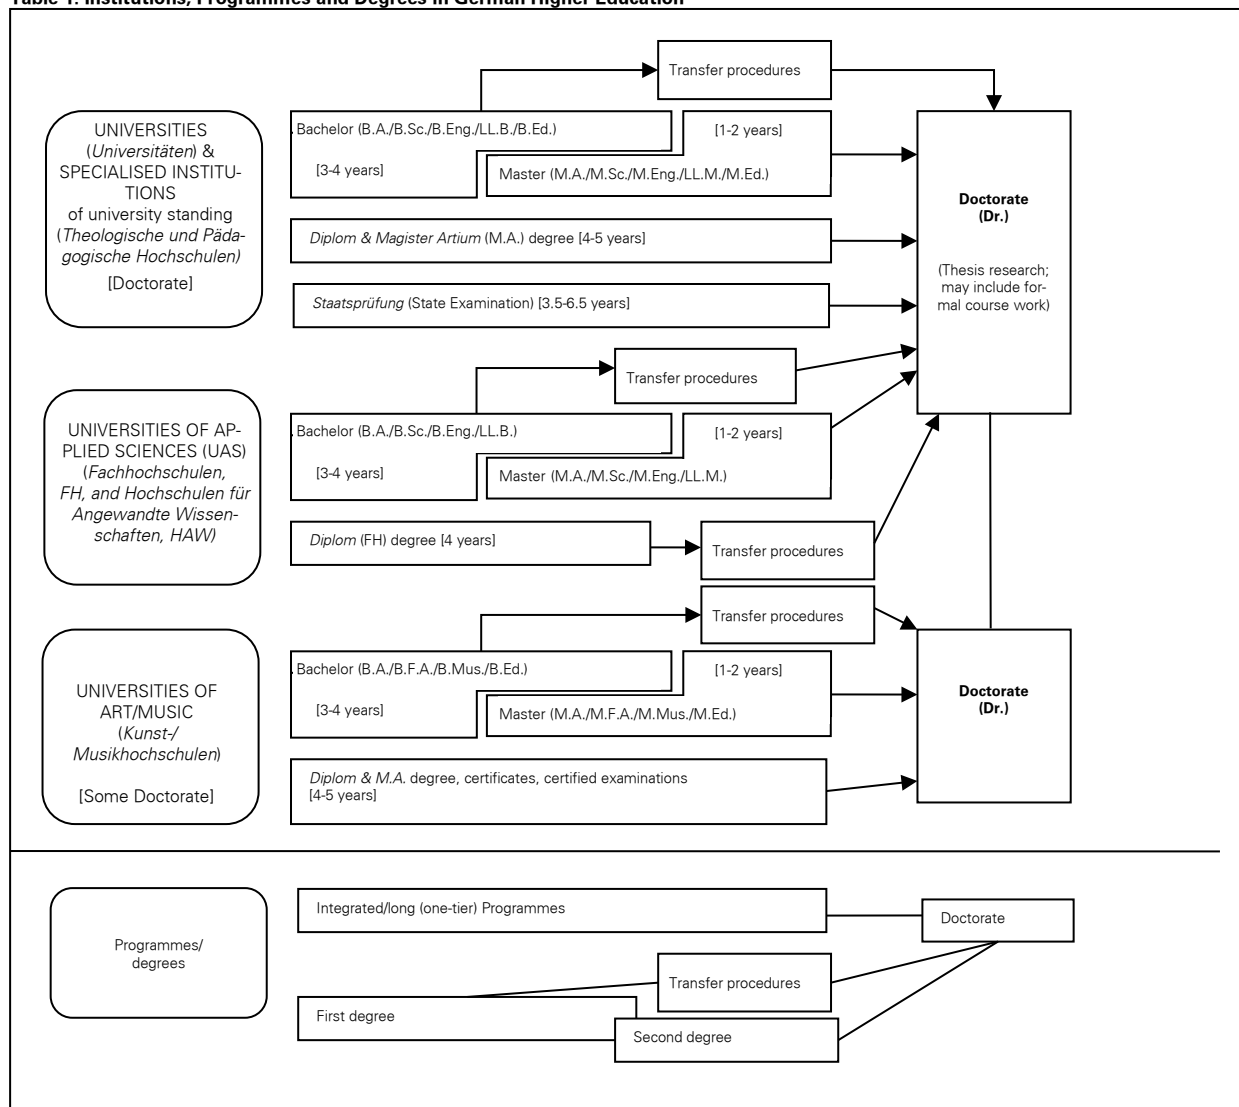 Table 1: Institutions, Programmes and Degrees in German Higher Education
Transfer procedures
UNIVERSITIES
(Universitäten) &
SPECIALISED INSTITU-
TIONS
of university standing
(Theologische und Päda-
gogische Hochschulen)
[Doctorate]
Bachelor (B.A./B.Sc./B.Eng./LL.B./B.Ed.)
[3-4 years]
[1-2 years]
Master (M.A./M.Sc./M.Eng./LL.M./M.Ed.)
Diplom & Magister Artium (M.A.) degree [4-5 years]
Staatsprüfung (State Examination) [3.5-6.5 years]
Doctorate
(Dr.)
(Thesis research;
may include for-
mal course work)
Transfer procedures
UNIVERSITIES OF AP-
PLIED SCIENCES (UAS)
(Fachhochschulen,
FH, and Hochschulen für
Angewandte Wissen-
schaften, HAW)
Bachelor (B.A./B.Sc./B.Eng./LL.B.)
[3-4 years]
[1-2 years]
Master (M.A./M.Sc./M.Eng./LL.M.)
Diplom (FH) degree [4 years]
Transfer procedures
Transfer procedures
UNIVERSITIES OF
ART/MUSIC
(Kunst-/
Musikhochschulen)
[Some Doctorate]
Bachelor (B.A./B.F.A./B.Mus./B.Ed.)
[3-4 years]
[1-2 years]
Master (M.A./M.F.A./M.Mus./M.Ed.)
Diplom & M.A. degree, certificates, certified examinations
[4-5 years]
Doctorate
(Dr.)
Programmes/
degrees
Integrated/long (one-tier) Programmes
Doctorate
Transfer procedures
First degree
Second degree